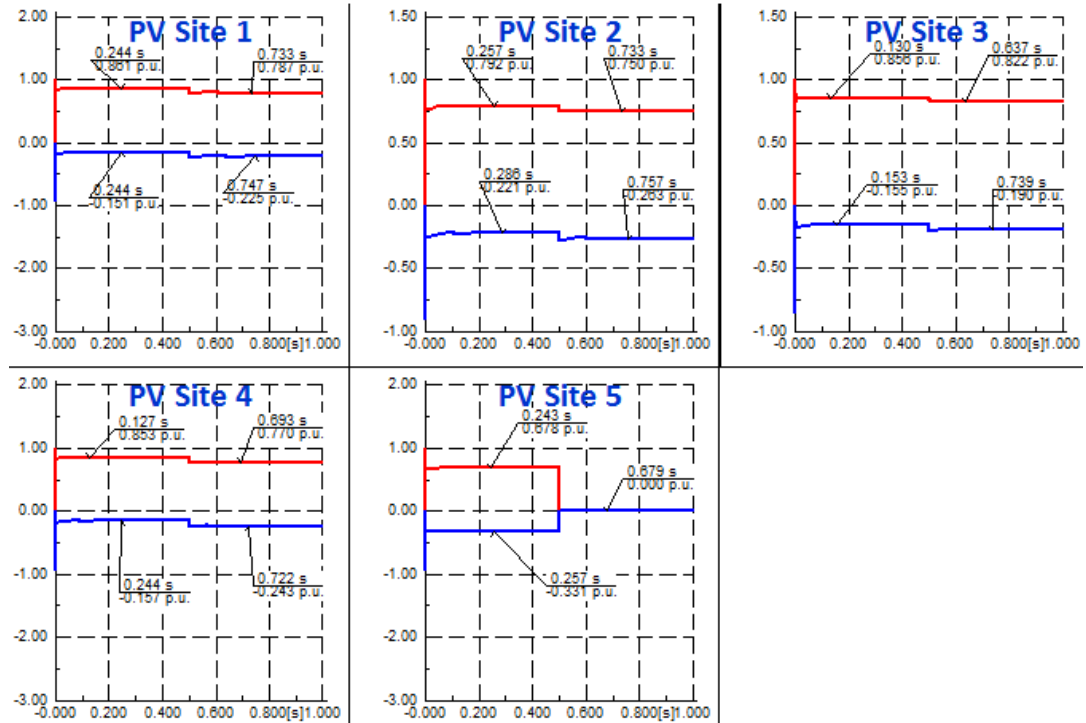 PV Site 1
2.00
1.00
0.00
-1.00
-2.00
-3.00
-0.000 0.200 0.400 0.600 0.800[s]1.000
0.244 s
0.861 p.u.
0.733 s
0.787 p.u.
0.244 s
-0.151 p.u.
0.747 s
-0.225 p.u.
PV Site 2
1.50
1.00
0.50
0.00
-0.50
-1.00
-0.000 0.200 0.400 0.600 0.800[s]1.000
0.257 s
0.792 p.u.
0.733 s
0.750 p.u.
0.286 s
-0.221 p.u.
0.757 s
-0.263 p.u.
PV Site 3
1.50
1.00
0.50
0.00
-0.50
-1.00
-0.000 0.200 0.400 0.600 0.800[s]1.000
0.130 s
0.856 p.u.
0.637 s
0.822 p.u.
0.153 s
-0.155 p.u.
0.739 s
-0.190 p.u.
PV Site 4
2.00
1.00
0.00
-1.00
-2.00
-3.00
-0.000 0.200 0.400 0.600 0.800[s]1.000
0.127 s
0.853 p.u.
0.693 s
0.770 p.u.
0.244 s
-0.157 p.u.
0.722 s
-0.243 p.u.
PV Site 5
2.00
1.00
0.00
-1.00
-2.00
-3.00
-0.000 0.200 0.400 0.600 0.800[s]1.000
0.243 s
0.678 p.u.
0.679 s
0.000 p.u.
0.257 s
-0.331 p.u.